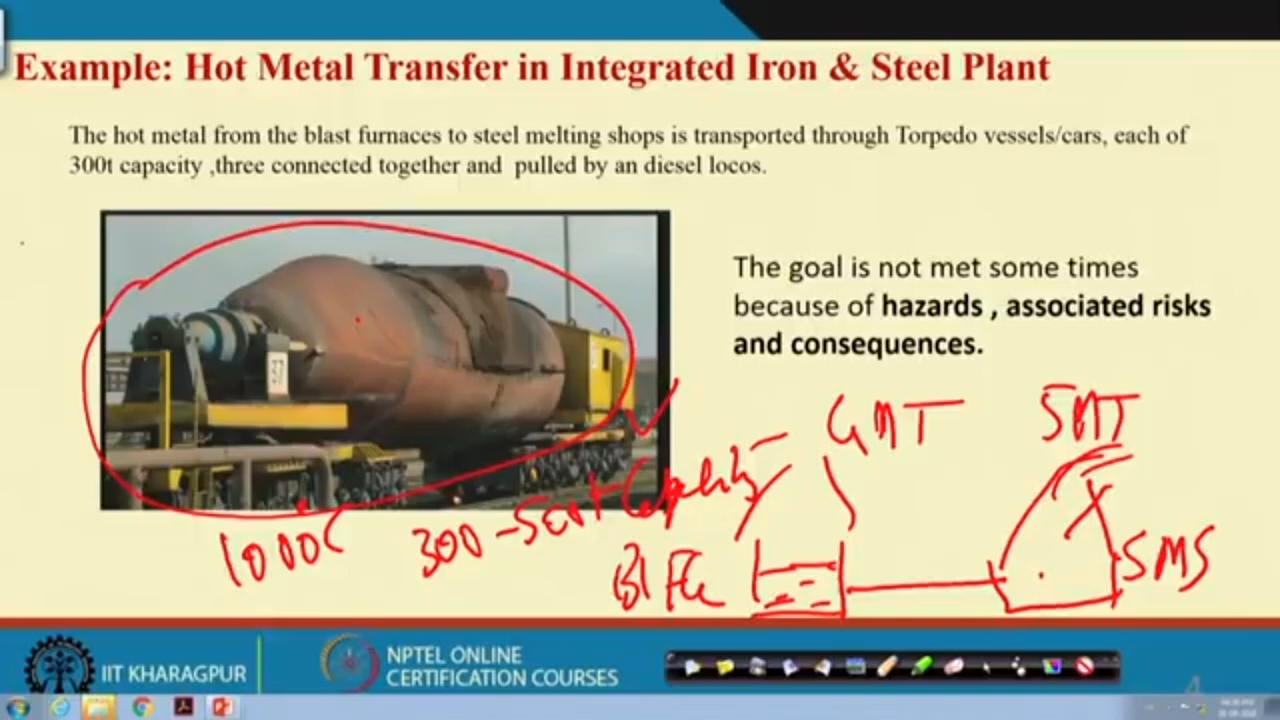 Example: Hot Metal Transfer in Integrated Iron & Steel Plant
The hot metal from the blast furnaces to steel melting shops is transported through Torpedo vessels/cars, each of
300t capacity ,three connected together and pulled by an diesel locos.
The goal is not met some times
because of hazards , associated risks
and consequences.
GMT
SMT
1000C
300-500t Capacity
SMS
IIT KHARAGPUR
NPTEL ONLINE
CERTIFICATION COURSES
4